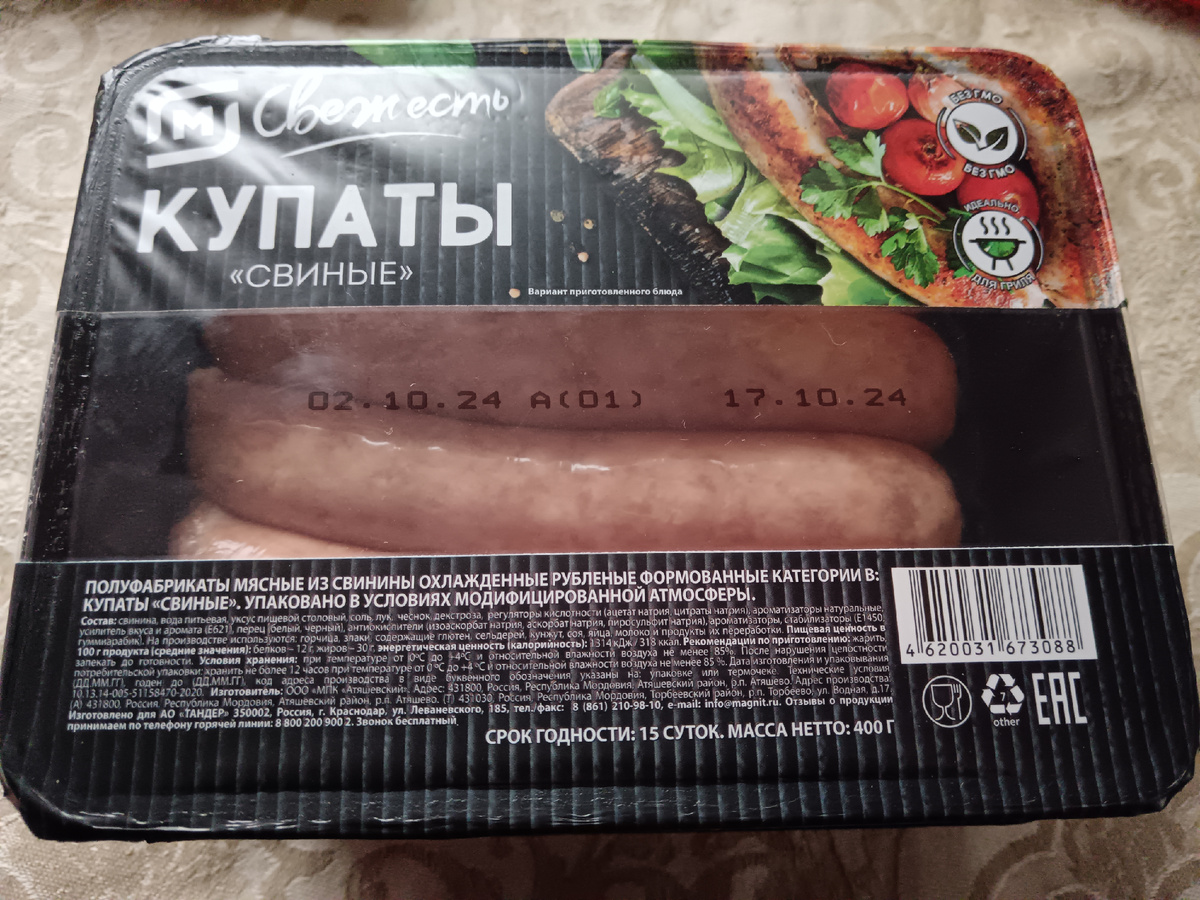 М Свежесть
КУПАТЫ
«СВИНЫЕ»
БЕЗ ГМО
БЕЗ ГМО
ИДЕАЛЬНО
ДЛЯ ГРИЛЯ
Вариант приготовленного блюда
02.10.24 А(01) 17.10.24
ПОЛУФАБРИКАТЫ МЯСНЫЕ ИЗ СВИНИНЫ ОХЛАЖДЕННЫЕ РУБЛЕНЫЕ ФОРМОВАННЫЕ КАТЕГОРИИ В:
КУПАТЫ «СВИНЫЕ». УПАКОВАНО В УСЛОВИЯХ МОДИФИЦИРОВАННОЙ АТМОСФЕРЫ.
Состав: свинина, вода питьевая, уксус пищевой столовый, соль, лук, чеснок, декстроза, регуляторы кислотности (ацетат натрия, цитраты натрия), ароматизаторы натуральные,
усилитель вкуса и аромата (Е621), перец (белый, черный), антиокислители (изоаскорбат натрия, аскорбат натрия, пиросульфит натрия), ароматизаторы, стабилизаторы (Е1450,
гуммиарабик). На производстве используются: горчица, злаки, содержащие глютен, сельдерей, кунжут, соя, яйца, молоко и продукты их переработки. Пищевая ценность в
100 г продукта (средние значения): белков – 12 г, жиров – 30 г, энергетическая ценность (калорийность): 1314 кДж / 318 ккал. Рекомендации по приготовлению: жарить,
запекать до готовности. Условия хранения: при температуре от 0°С до +4°С и относительной влажности воздуха не менее 85%. После нарушения целостности
потребительской упаковки: хранить не более 12 часов при температуре от 0°С до +4°С и относительной влажности воздуха не менее 85 %. Дата изготовления и упаковывания
(ДД.ММ.ГГ), годен до (ДД.ММ.ГГ), код адреса производства в виде буквенного обозначения указаны на: упаковке или термочеке. Технические условия
10.13.14-005-51158470-2020. Изготовитель: ООО «МПК «Атяшевский». Адрес: 431800, Россия, Республика Мордовия, Атяшевский район, р.п. Атяшево. Адрес производства
(А) 431800, Россия, Республика Мордовия, Атяшевский район, р.п. Атяшево. (Т) 431030, Россия, Республика Мордовия, Торбеевский район, р.п. Торбеево, ул. Водная, д.17.
Изготовлено для АО «ТАНДЕР» 350002, Россия, г. Краснодар, ул. Леваневского, 185, тел./факс: 8 (861) 210-98-10, e-mail: info@magnit.ru. Отзывы о продукции
принимаем по телефону горячей линии: 8 800 200 900 2. Звонок бесплатный.
СРОК ГОДНОСТИ: 15 СУТОК. МАССА НЕТТО: 400 Г
4 620031 673088
7
other
EAC